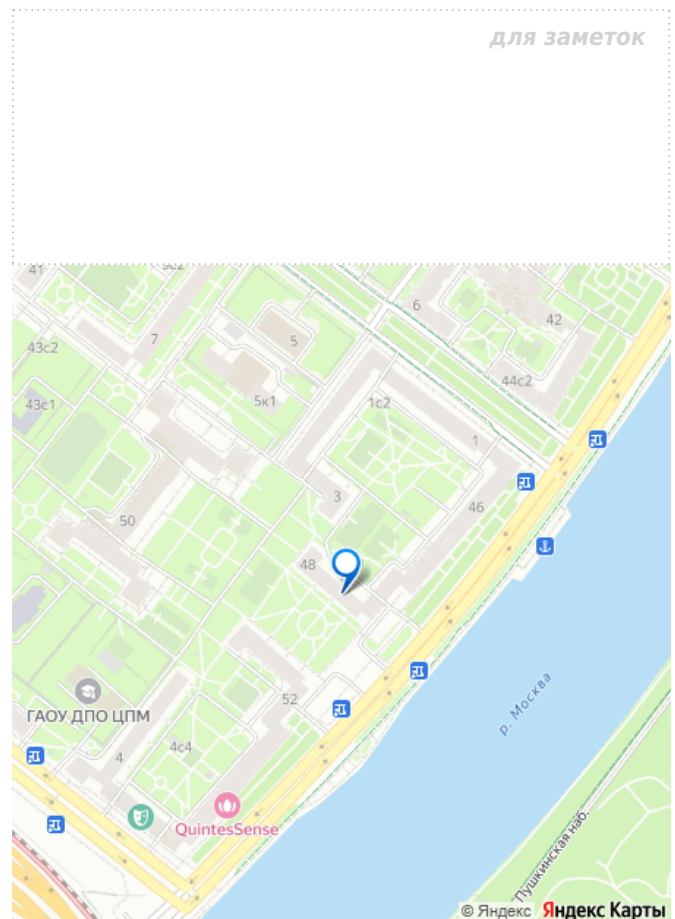 для заметок
41
9с2
6
42
7
5
43с2
44с2
5к1
43с1
1с2
1
3
46
50
48
52
р. Москва
ГАОУ ДПО ЦПМ
4
4с4
QuintesSense
Пушкинская наб.
© Яндекс Яндекс Карты